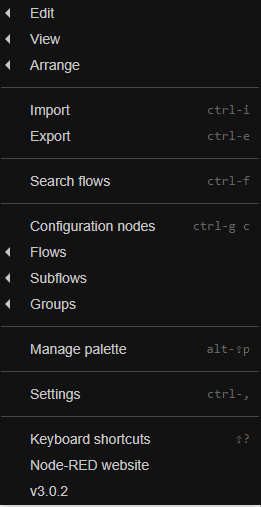 Edit
View
Arrange
Import ctrl-i
Export ctrl-e
Search flows ctrl-f
Configuration nodes ctrl-g c
Flows
Subflows
Groups
Manage palette alt-⇧p
Settings ctrl-,
Keyboard shortcuts ⇧?
Node-RED website
v3.0.2